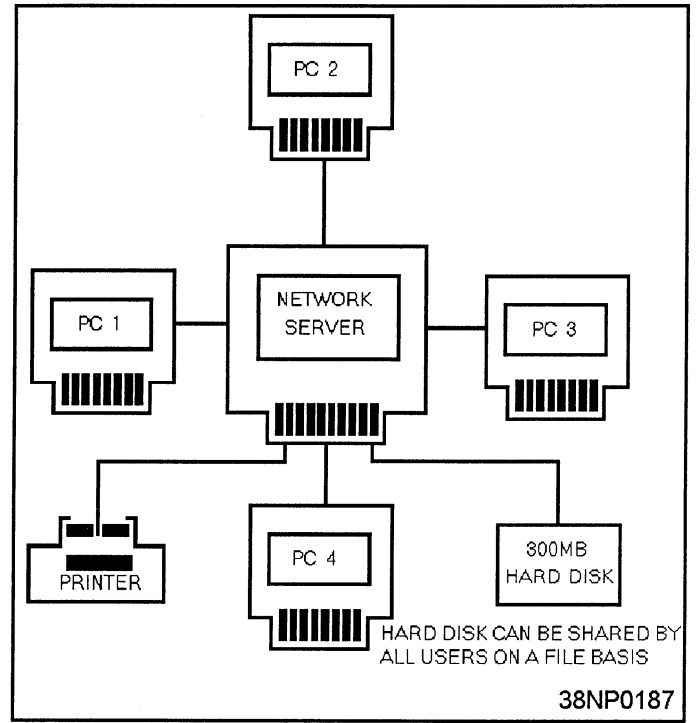 PC 2
NETWORK
SERVER
PC 1
PC 3
PC 4
PRINTER
300MB
HARD DISK
HARD DISK CAN BE SHARED BY
ALL USERS ON A FILE BASIS
38NP0187